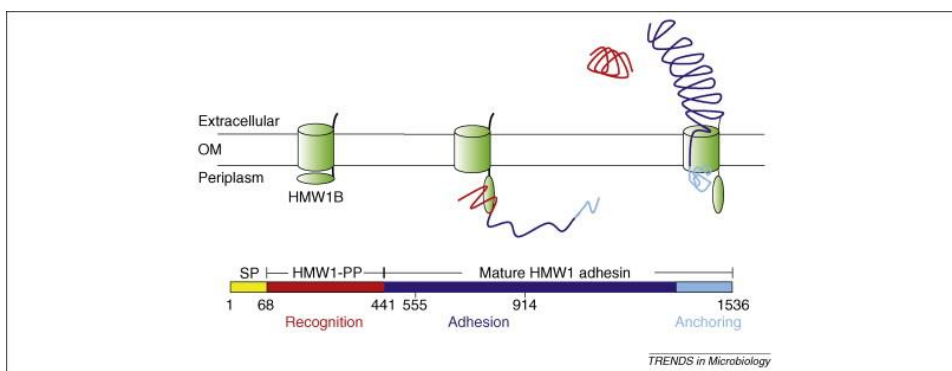 Extracellular
OM
Periplasm
HMW1B
SP HMW1-PP Mature HMW1 adhesin
1 68 441 555 914 1536
Recognition Adhesion Anchoring
TRENDS in Microbiology